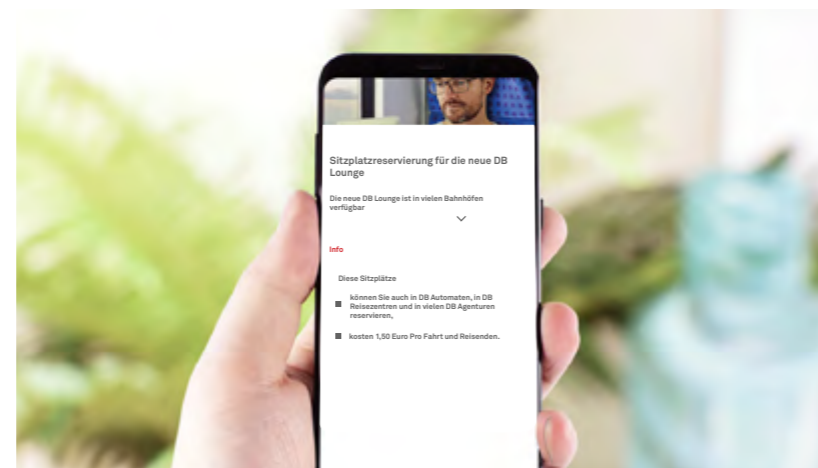 Sitzplatzreservierung für die neue DB
Lounge
Die neue DB Lounge ist in vielen Bahnhöfen
verfügbar
Info
Diese Sitzplätze
können Sie auch in DB Automaten, in DB
Reisezentren und in vielen DB Agenturen
reservieren,
kosten 1,50 Euro Pro Fahrt und Reisenden.